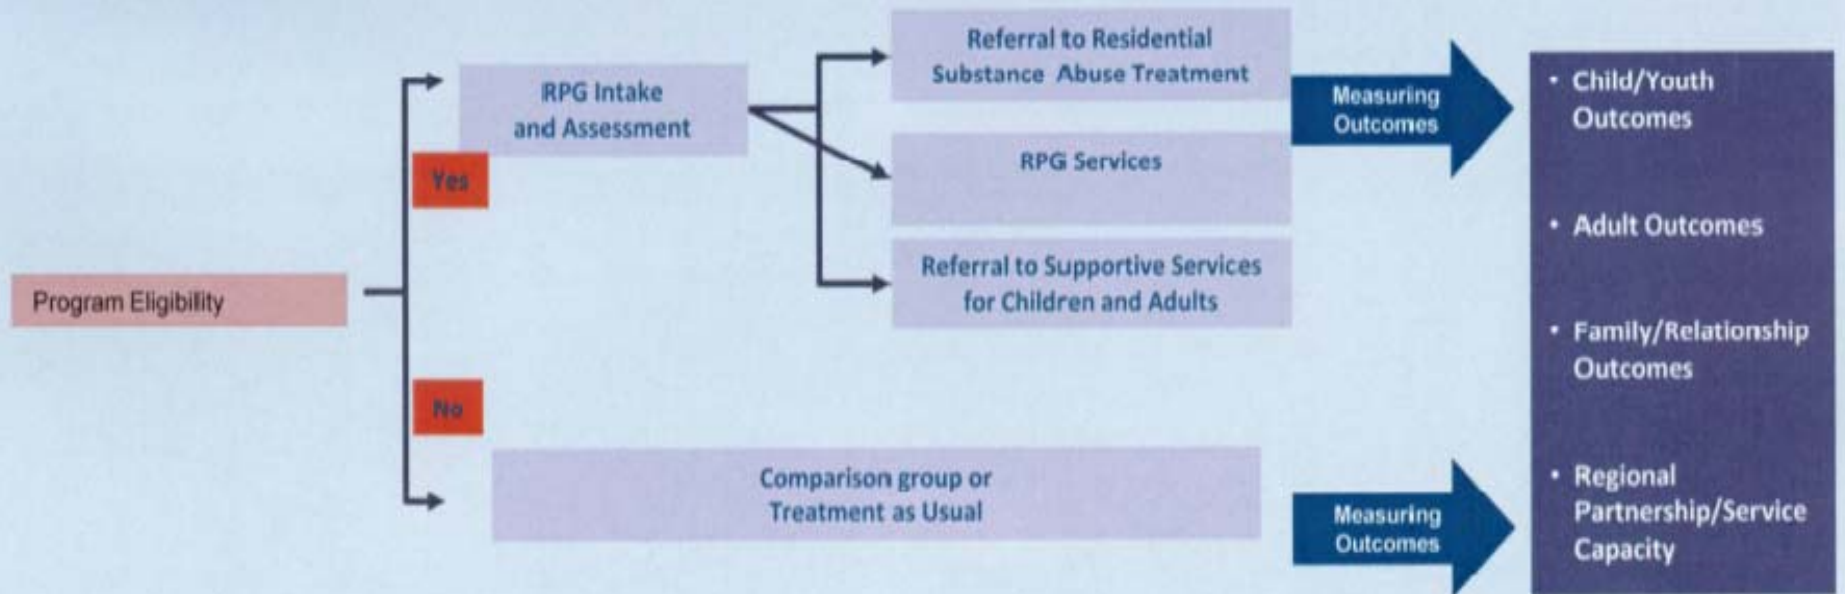 Referral to Residential
Substance Abuse Treatment
RPG Intake
and Assessment
Measuring
Outcomes
• Child/Youth
Outcomes
Yes
RPG Services
• Adult Outcomes
Program Eligibility
Referral to Supportive Services
for Children and Adults
• Family/Relationship
Outcomes
No
Comparison group or
Treatment as Usual
Measuring
Outcomes
• Regional
Partnership/Service
Capacity